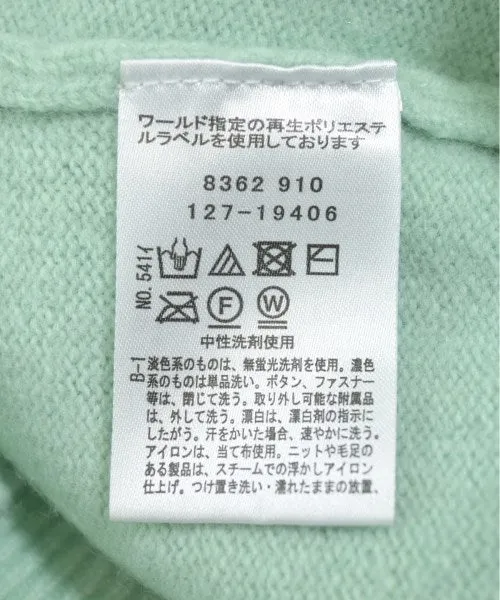 ワールド指定の再生ポリエステ
ルラベルを使用しております
8362 910
127-19406
NO.541イ
F
W
中性洗剤使用
B-1
淡色系のものは、無蛍光洗剤を使用。濃色
系のものは単品洗い。ボタン、ファスナー
等は、閉じて洗う。取り外し可能な附属品
は、外して洗う。漂白は、漂白剤の指示に
したがう。汗をかいた場合、速やかに洗う。
アイロンは、当て布使用。ニットや毛足の
ある製品は、スチームでの浮かしアイロン
仕上げ。つけ置き洗い・濡れたままの放置、